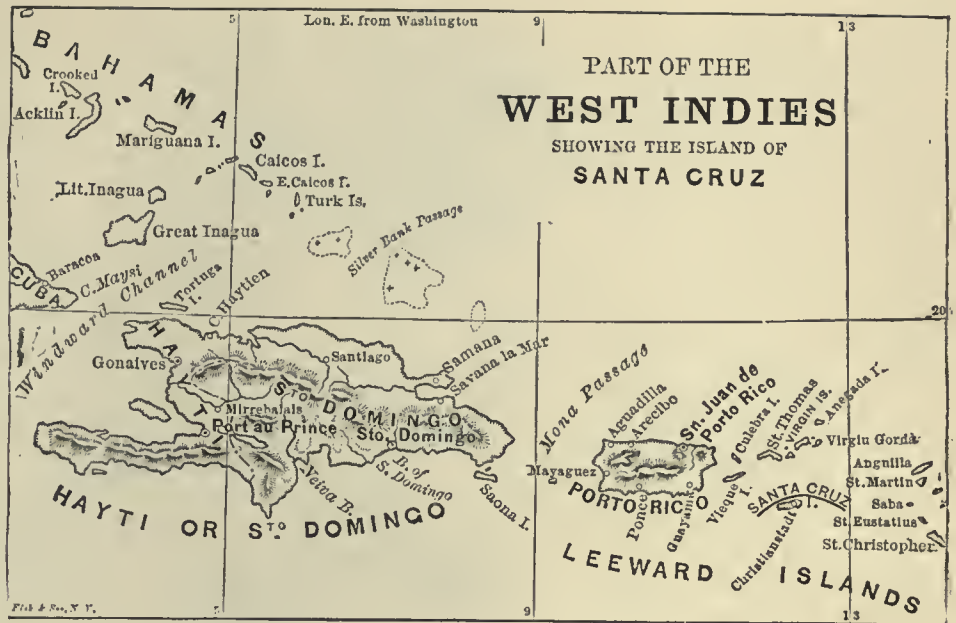 5
Lon. E. from Washington
9
13
BAHAMAS
Crooked
I.
Acklin I.
Mariguana I.
Caicos I.
E.Caicos I.
Turk Is.
Lit.Inagua
Great Inagua
PART OF THE
WEST INDIES
SHOWING THE ISLAND OF
SANTA CRUZ
Silver Bank Passage
CUBA
Baracoa
C.Maysi
Windward Channel
Tortuga
I.
C. Haytien
20
HAYTI
Gonaives
Santiago
Samana
Savana la Mar
STO DOMINGO
Mirrebalais
Port au Prince
Sto. Domingo
Neiva B.
B. of
S. Domingo
Saona I.
HAYTI OR STO DOMINGO
Mona Passage
Aguadilla
Arecibo
Sn. Juan de
Porto Rico
Mayaguez
PORTO RICO
Ponce
Guayama
Culebra I.
Vieque
I.
St. Thomas
VIRGIN IS.
Anegada I.
Virgin Gorda
SANTA CRUZ
I.
Christianstadt
Anguilla
St.Martin
Saba
St.Eustatius
St.Christopher
LEEWARD ISLANDS
Fisk & See, N.Y.
5
9
13